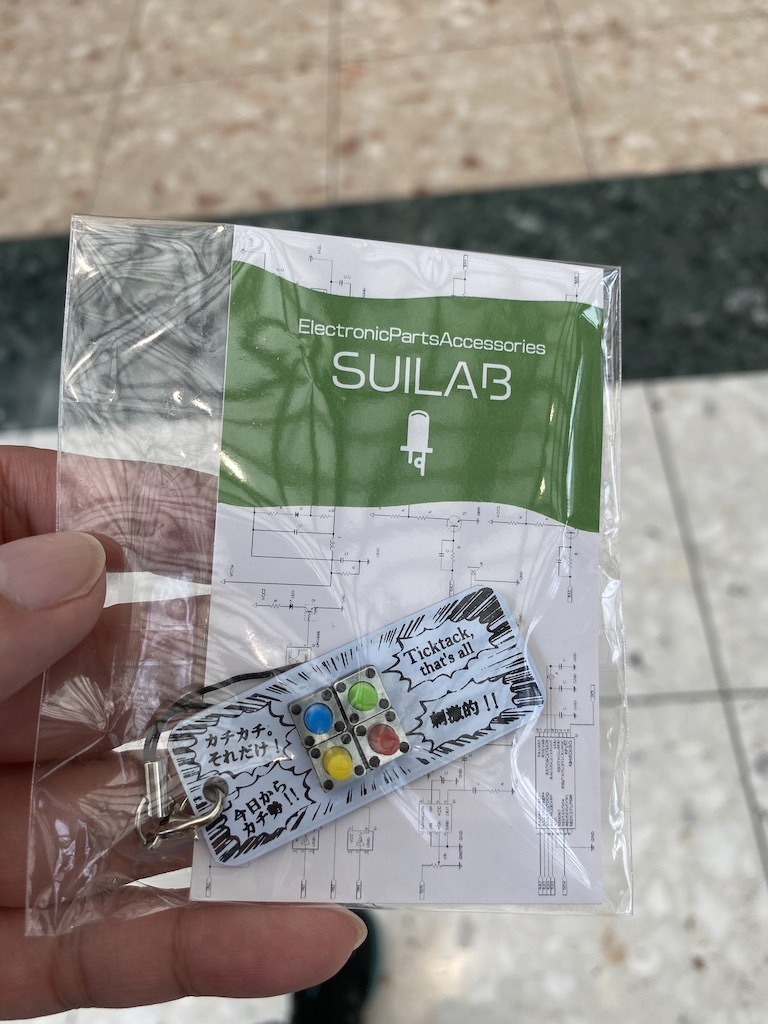 ElectronicPartsAccessories
SUILAB
Ticktack,
that's all
刺激的!!
カチカチ。
それだけ!
今日から
カチ勢!!